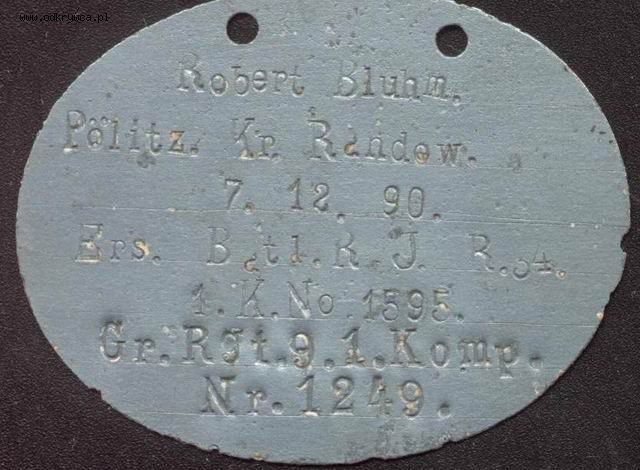 www.odkrywca.pl
Robert Bluhm.
Pölitz. Kr. Randow.
7. 12. 90.
Ers. Batl. R. J. R. 34.
1. K. No 1595.
Gr. Rgt. 9. 1. Komp.
Nr. 1249.